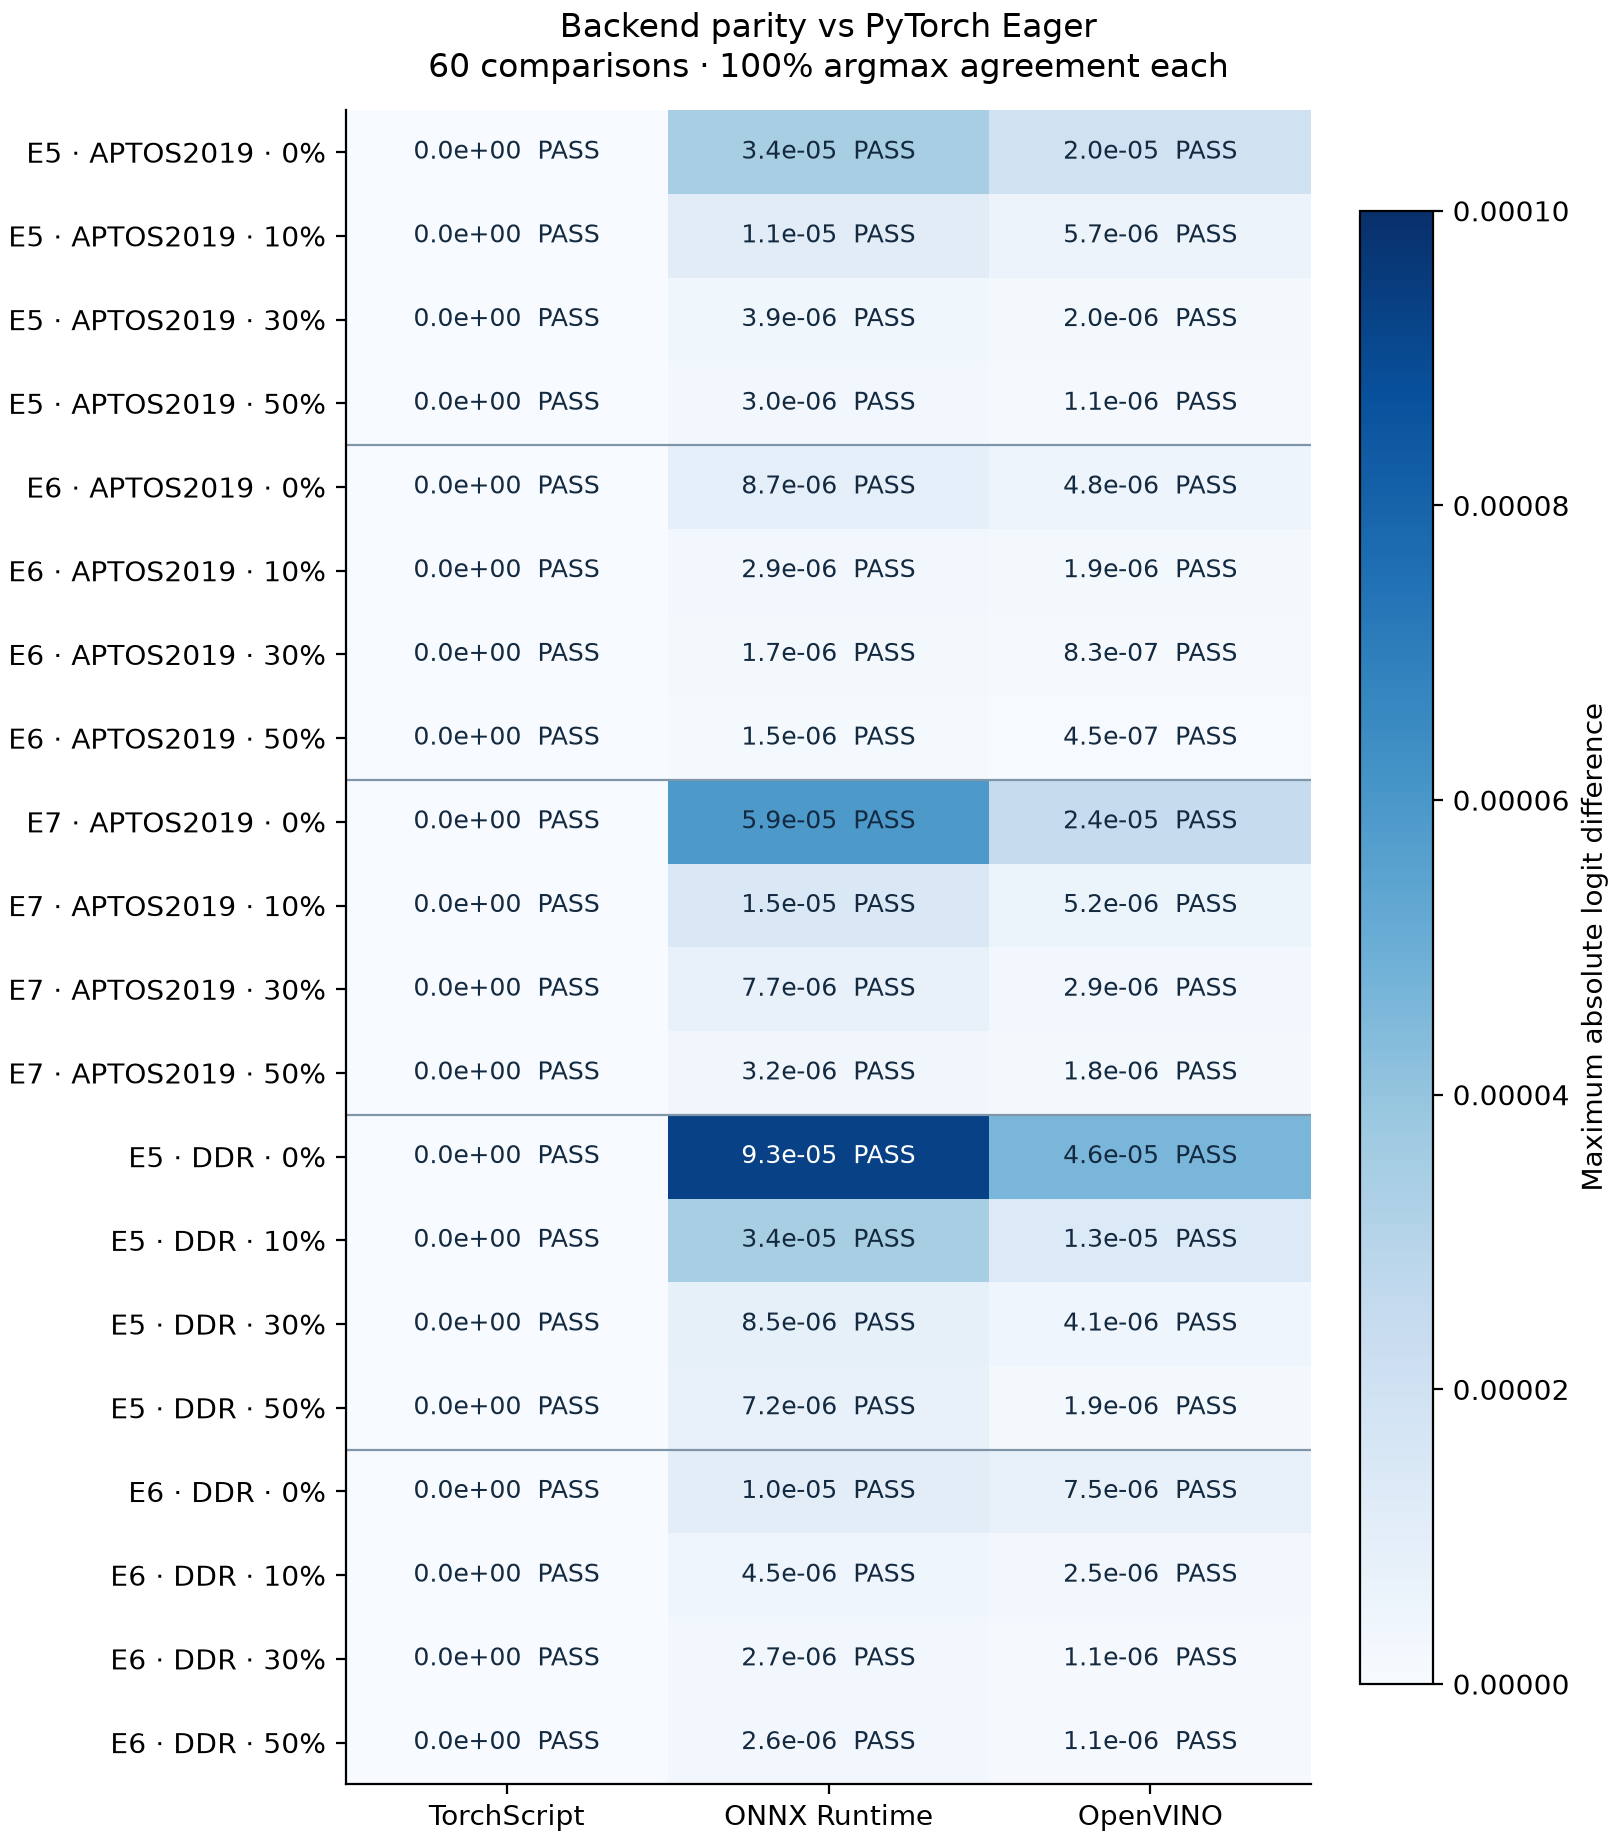 Backend parity vs PyTorch Eager
60 comparisons · 100% argmax agreement each
E5 · APTOS2019 · 0% 0.0e+00 PASS 3.4e-05 PASS 2.0e-05 PASS
E5 · APTOS2019 · 10% 0.0e+00 PASS 1.1e-05 PASS 5.7e-06 PASS
E5 · APTOS2019 · 30% 0.0e+00 PASS 3.9e-06 PASS 2.0e-06 PASS
E5 · APTOS2019 · 50% 0.0e+00 PASS 3.0e-06 PASS 1.1e-06 PASS
E6 · APTOS2019 · 0% 0.0e+00 PASS 8.7e-06 PASS 4.8e-06 PASS
E6 · APTOS2019 · 10% 0.0e+00 PASS 2.9e-06 PASS 1.9e-06 PASS
E6 · APTOS2019 · 30% 0.0e+00 PASS 1.7e-06 PASS 8.3e-07 PASS
E6 · APTOS2019 · 50% 0.0e+00 PASS 1.5e-06 PASS 4.5e-07 PASS
E7 · APTOS2019 · 0% 0.0e+00 PASS 5.9e-05 PASS 2.4e-05 PASS
E7 · APTOS2019 · 10% 0.0e+00 PASS 1.5e-05 PASS 5.2e-06 PASS
E7 · APTOS2019 · 30% 0.0e+00 PASS 7.7e-06 PASS 2.9e-06 PASS
E7 · APTOS2019 · 50% 0.0e+00 PASS 3.2e-06 PASS 1.8e-06 PASS
E5 · DDR · 0% 0.0e+00 PASS 9.3e-05 PASS 4.6e-05 PASS
E5 · DDR · 10% 0.0e+00 PASS 3.4e-05 PASS 1.3e-05 PASS
E5 · DDR · 30% 0.0e+00 PASS 8.5e-06 PASS 4.1e-06 PASS
E5 · DDR · 50% 0.0e+00 PASS 7.2e-06 PASS 1.9e-06 PASS
E6 · DDR · 0% 0.0e+00 PASS 1.0e-05 PASS 7.5e-06 PASS
E6 · DDR · 10% 0.0e+00 PASS 4.5e-06 PASS 2.5e-06 PASS
E6 · DDR · 30% 0.0e+00 PASS 2.7e-06 PASS 1.1e-06 PASS
E6 · DDR · 50% 0.0e+00 PASS 2.6e-06 PASS 1.1e-06 PASS
TorchScript ONNX Runtime OpenVINO
0.00010
0.00008
0.00006
0.00004
0.00002
0.00000
Maximum absolute logit difference